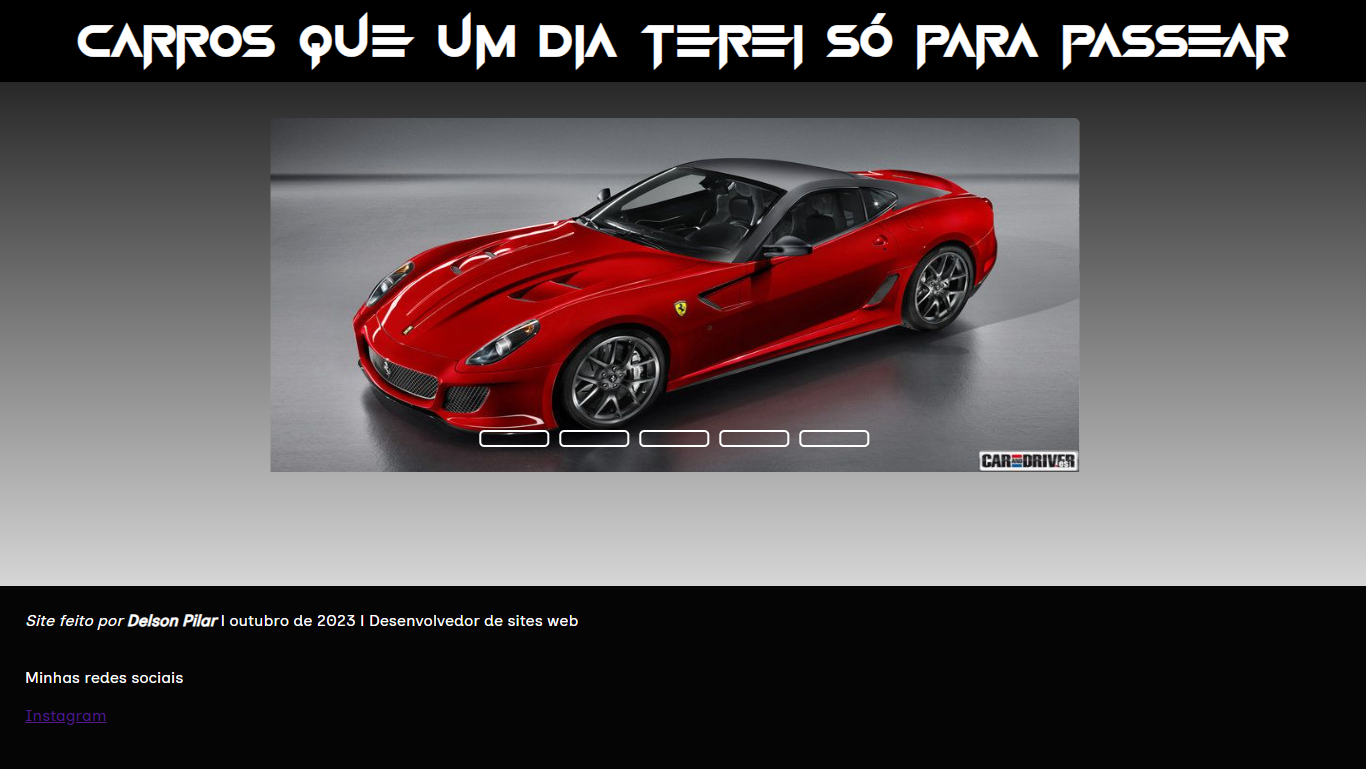 CARROS QUE UM DIA TEREI SÓ PARA PASSEAR
CAR AND DRIVER
.es
Site feito por Delson Pilar | outubro de 2023 | Desenvolvedor de sites web
Minhas redes sociais
Instagram